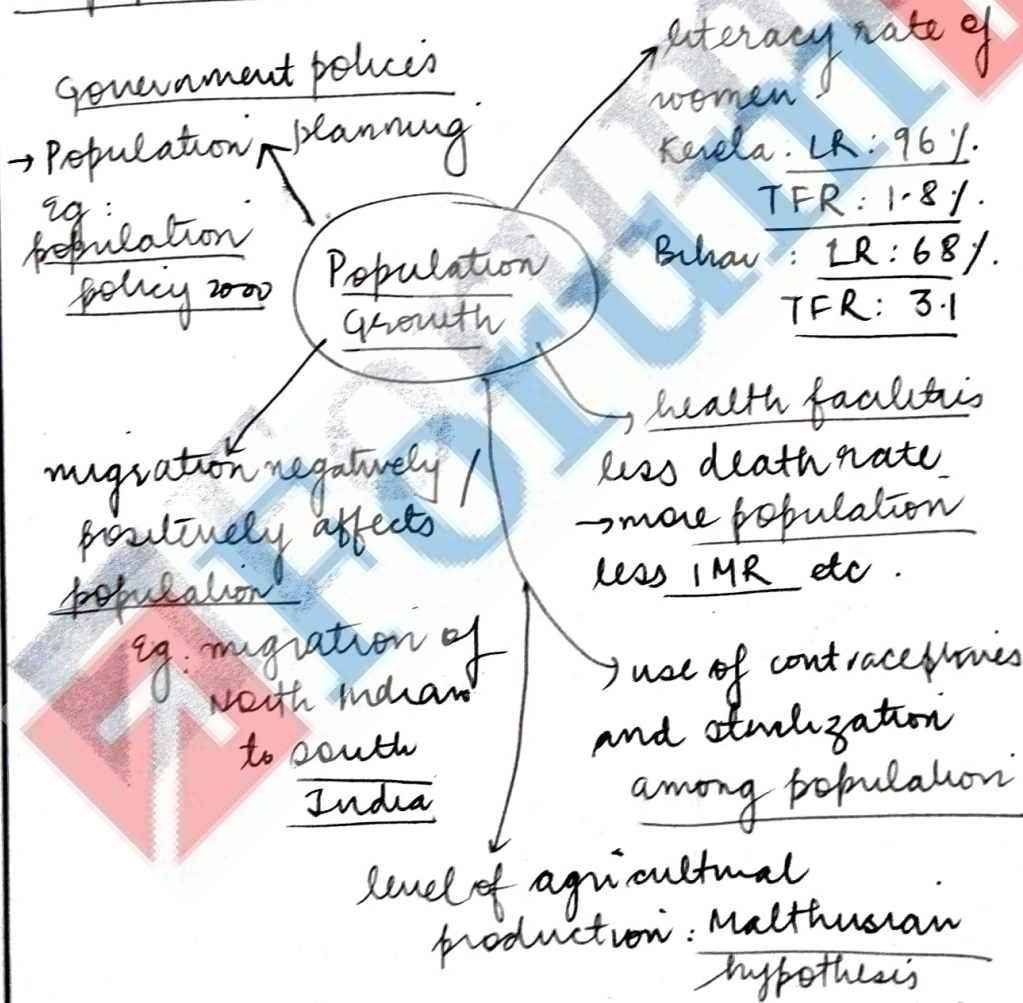 Government polices
→ Population planning
Eg:
population
policy 2000
literacy rate of
women
Kerela. LR: 96%.
TFR: 1.8%.
Bihar: LR: 68%.
TFR: 3.1
Population
Growth
migration negatively /
positively affects
population
Eg. migration of
North Indian
to south
India
health facilities
less death rate
→ more population
less IMR etc.
use of contraceptives
and sterilization
among population
level of agricultural
production: Malthusian
hypothesis
Forum